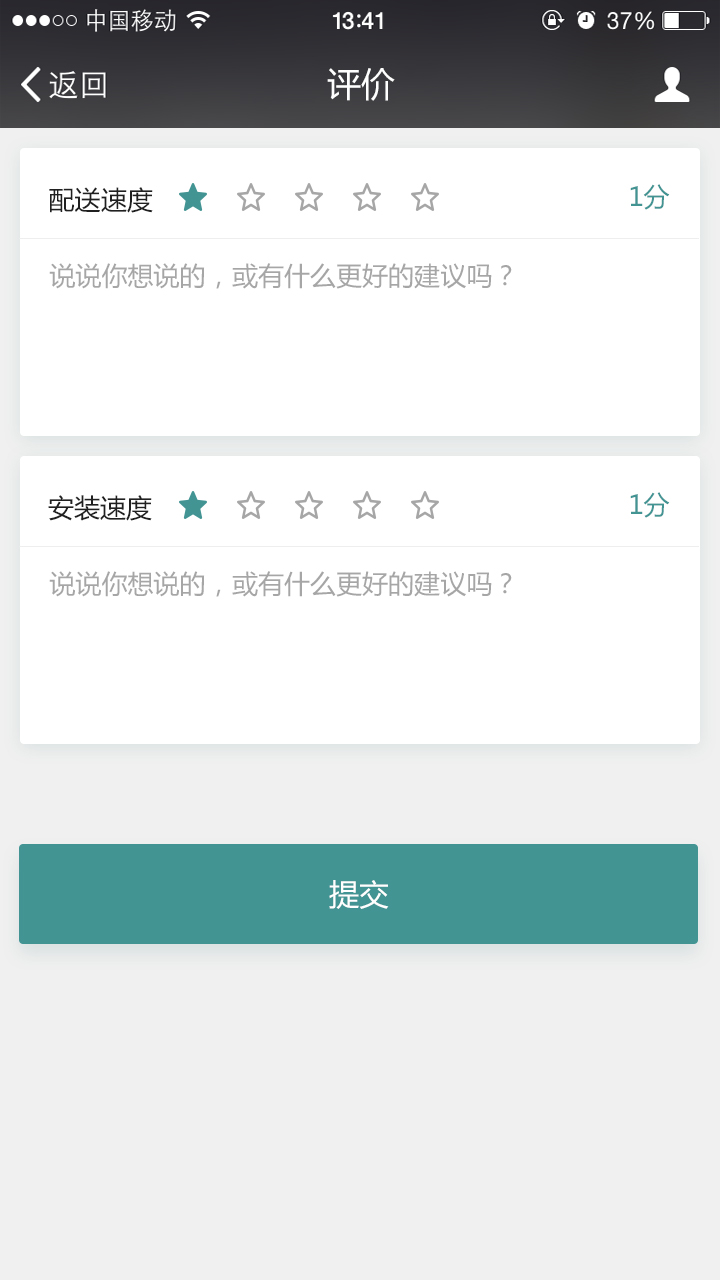 中国移动 13:41 37%
返回 评价
配送速度 1分
说说你想说的，或有什么更好的建议吗？
安装速度 1分
说说你想说的，或有什么更好的建议吗？
提交